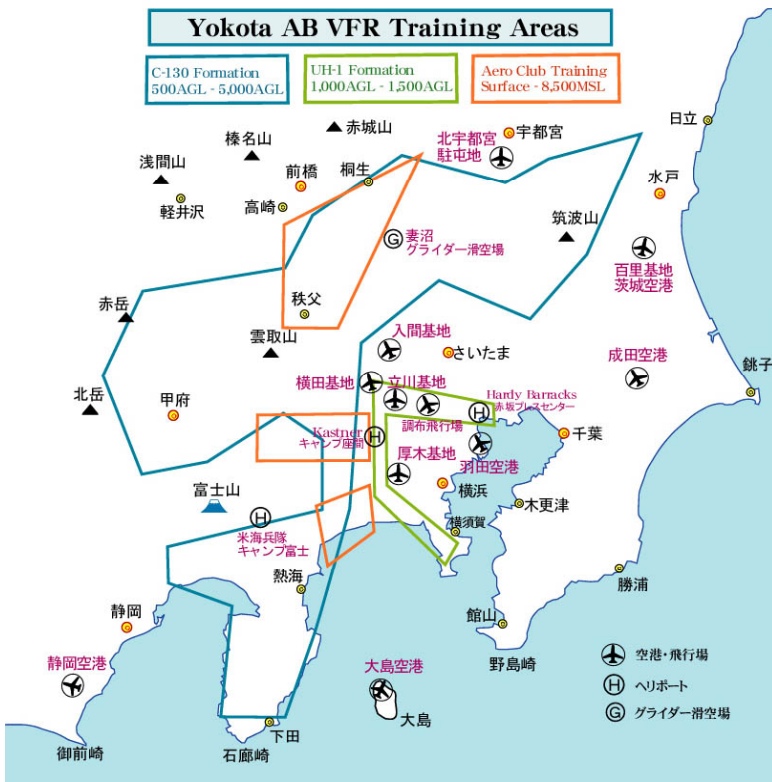 Yokota AB VFR Training Areas
C-130 Formation
500AGL - 5,000AGL
UH-1 Formation
1,000AGL - 1,500AGL
Aero Club Training
Surface - 8,500MSL
赤城山
榛名山
浅間山
前橋
桐生
軽井沢
高崎
北宇都宮
駐屯地
宇都宮
日立
水戸
筑波山
妻沼
グライダー滑空場
百里基地
茨城空港
赤岳
秩父
雲取山
入間基地
さいたま
成田空港
銚子
北岳
甲府
横田基地
立川基地
Hardy Barracks
赤坂プレスセンター
調布飛行場
Kastner
キャンプ座間
千葉
厚木基地
羽田空港
横浜
富士山
木更津
横須賀
米海兵隊
キャンプ富士
熱海
勝浦
静岡
館山
野島崎
静岡空港
大島空港
大島
下田
石廊崎
御前崎
空港・飛行場
H
ヘリポート
G
グライダー滑空場